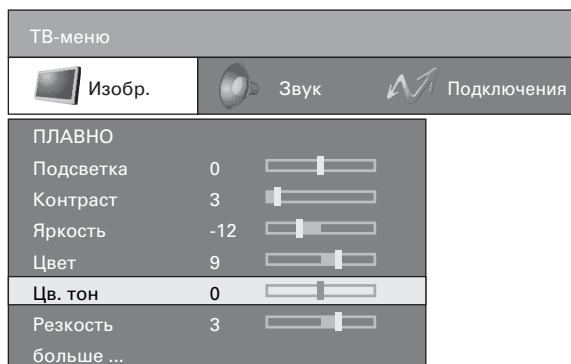 ТВ-меню
Изобр. Звук Подключения
ПЛАВНО
Подсветка 0
Контраст 3
Яркость -12
Цвет 9
Цв. тон 0
Резкость 3
больше ...